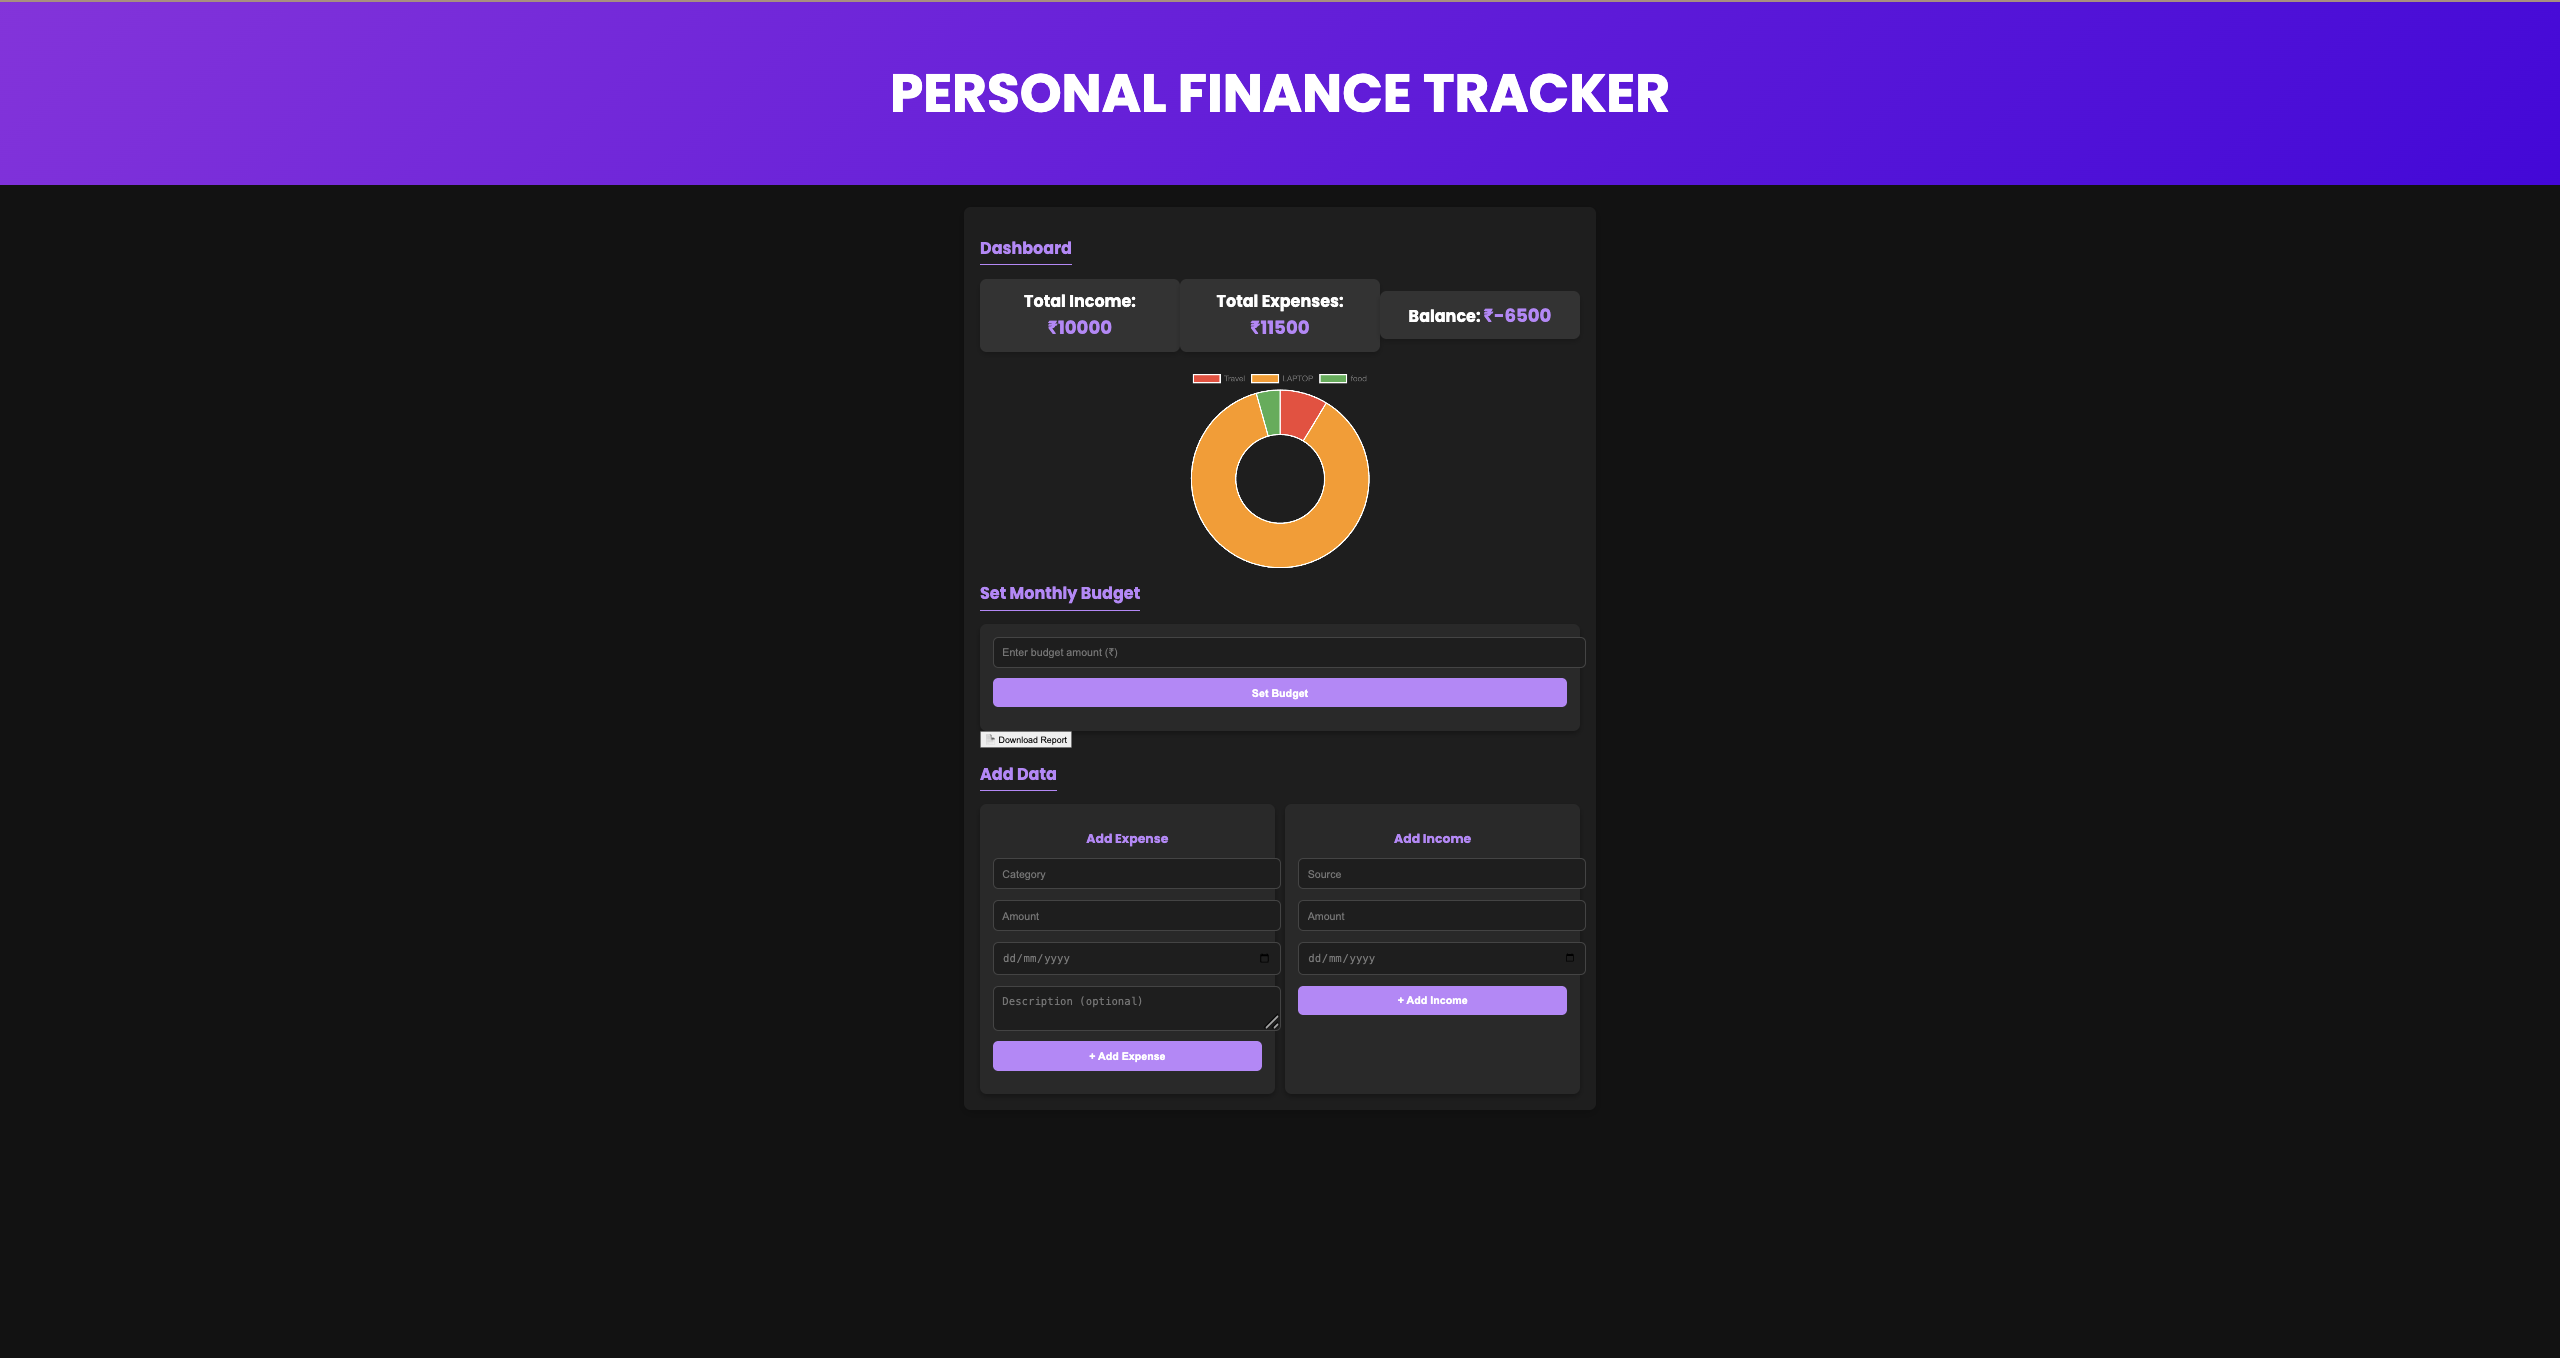 PERSONAL FINANCE TRACKER
Dashboard
Total Income:
₹10000
Total Expenses:
₹11500
Balance: ₹-6500
Travel LAPTOP food
Set Monthly Budget
Enter budget amount (₹)
Set Budget
Download Report
Add Data
Add Expense
Category
Amount
dd/mm/yyyy
Description (optional)
+ Add Expense
Add Income
Source
Amount
dd/mm/yyyy
+ Add Income